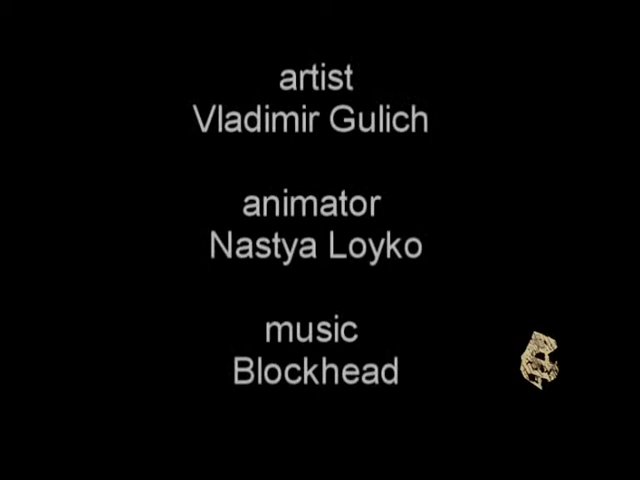 artist
Vladimir Gulich
animator
Nastya Loyko
music
Blockhead